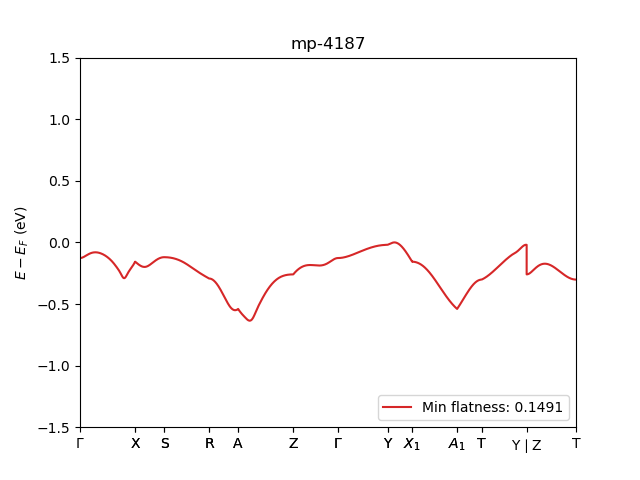 mp-4187
E − E_F (eV)
1.5
1.0
0.5
0.0
−0.5
−1.0
−1.5
Min flatness: 0.1491
Γ X S R A Z Γ Y X₁ A₁ T Y | Z T